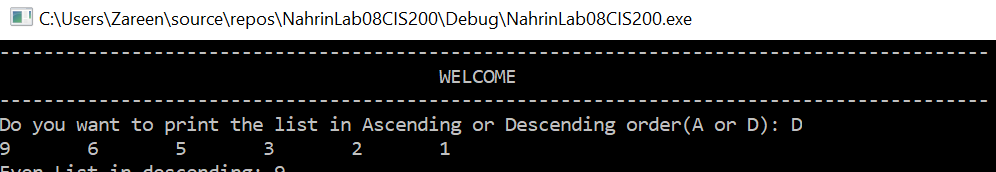 C:\Users\Zareen\source\repos\NahrinLab08CIS200\Debug\NahrinLab08CIS200.exe
----------------------------------------------------------------------------------------
WELCOME
----------------------------------------------------------------------------------------
Do you want to print the list in Ascending or Descending order(A or D): D
9 6 5 3 2 1
Even List in descending: 9